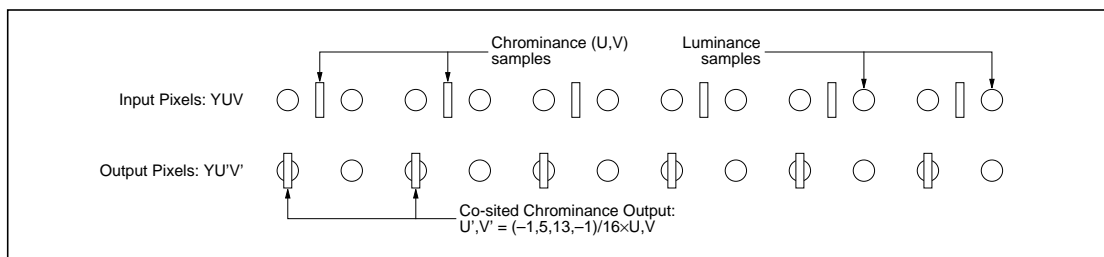 Chrominance (U,V)
samples
Luminance
samples
Input Pixels: YUV
Output Pixels: YU'V'
Co-sited Chrominance Output:
U',V' = (–1,5,13,–1)/16×U,V